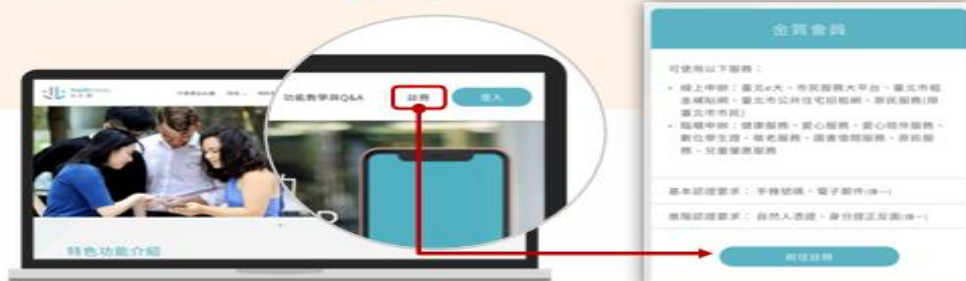 功能教學與Q&A
註冊
登入
特色功能介紹
金質會員
可使用以下服務：
• 線上申辦：臺北e大、市民服務大平台、臺北市租
金補貼網、臺北市公共住宅招租網、原民服務(限
臺北市市民)
• 臨櫃申辦：健康服務、愛心服務、愛心陪伴服務、
數位學生證、敬老服務、圖書借閱服務、原民服
務、兒童優惠服務
基本認證要求： 手機號碼、電子郵件(擇一)
進階認證要求： 自然人憑證、身分證正反面(擇一)
前往註冊